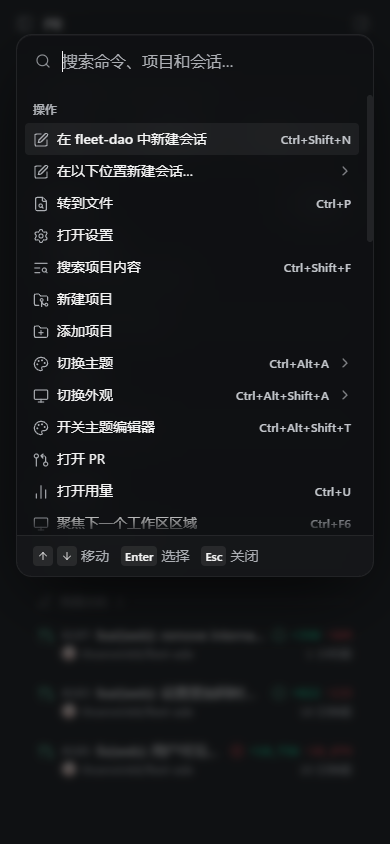 搜索命令、项目和会话...
操作
在 fleet-dao 中新建会话 Ctrl+Shift+N
在以下位置新建会话...
转到文件 Ctrl+P
打开设置
搜索项目内容 Ctrl+Shift+F
新建项目
添加项目
切换主题 Ctrl+Alt+A
切换外观 Ctrl+Alt+Shift+A
开关主题编辑器 Ctrl+Alt+Shift+T
打开 PR
打开用量 Ctrl+U
聚焦下一个工作区区域 Ctrl+F6
↑ ↓ 移动 Enter 选择 Esc 关闭